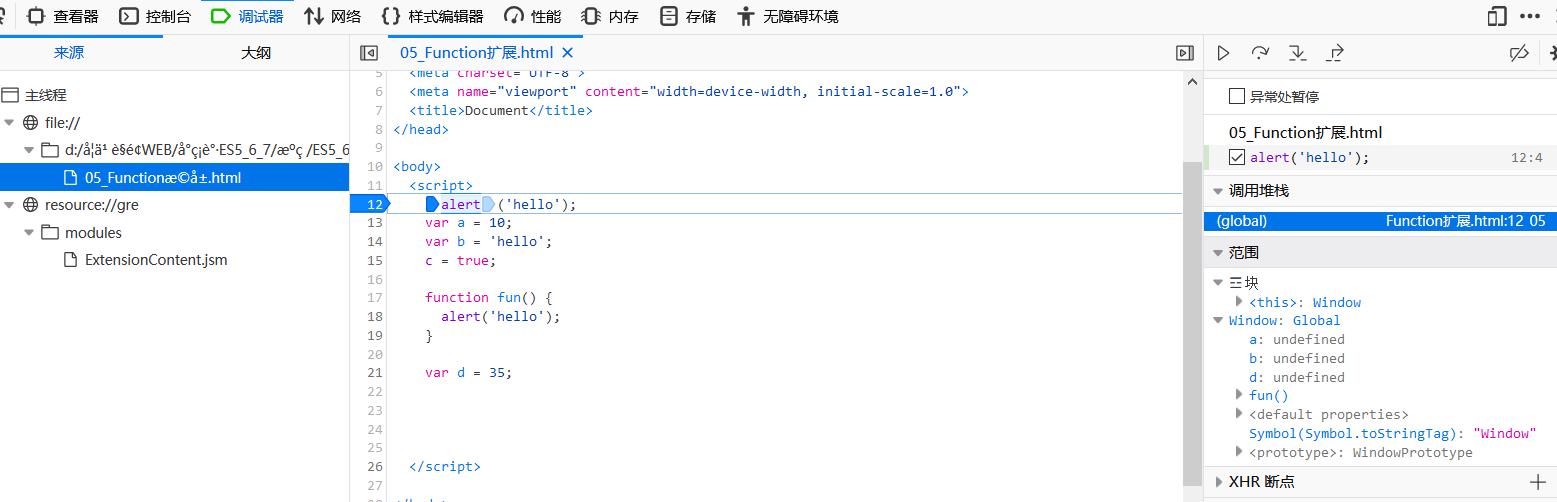 查看器 控制台 调试器 网络 样式编辑器 性能 内存 存储 无障碍环境
来源 大纲
主线程
file://
05_Functionæ©å±.html
resource://gre
modules
ExtensionContent.jsm
05_Function扩展.html
5 <meta charset="UTF-8">
6 <meta name="viewport" content="width=device-width, initial-scale=1.0">
7 <title>Document</title>
8 </head>
9
10 <body>
11 <script>
12 alert('hello');
13 var a = 10;
14 var b = 'hello';
15 c = true;
16
17 function fun() {
18 alert('hello');
19 }
20
21 var d = 35;
22
23
24
25
26 </script>
27
异常处暂停
05_Function扩展.html
alert('hello'); 12:4
调用堆栈
(global) Function扩展.html:12 05
范围
块
<this>: Window
Window: Global
a: undefined
b: undefined
d: undefined
fun()
<default properties>
Symbol(Symbol.toStringTag): "Window"
<prototype>: WindowPrototype
XHR 断点